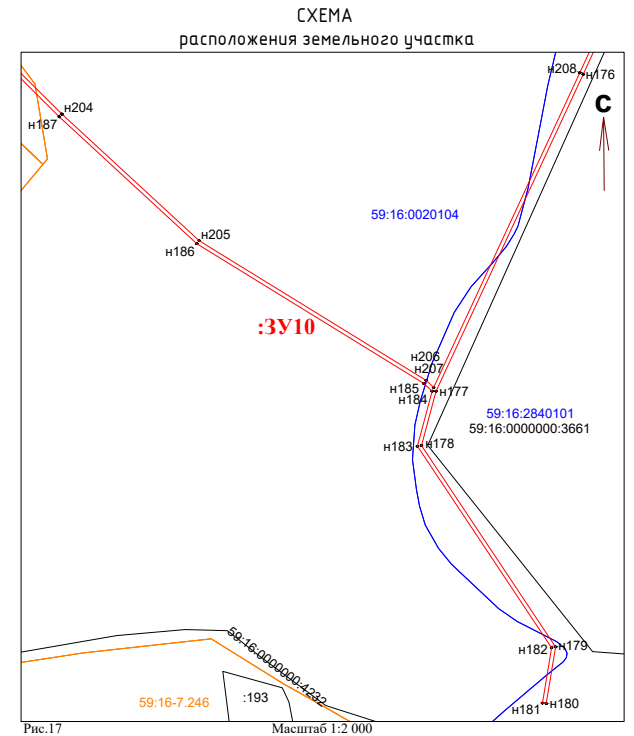 СХЕМА
расположения земельного участка
н208
н176
С
н204
н187
59:16:0020104
н205
н186
:ЗУ10
н206
н207
н185
н177
н184
59:16:2840101
59:16:0000000:3661
н183
н178
н182
н179
59:16:0000000:4232
:193
59:16-7.246
н181
н180
Рис.17
Масштаб 1:2 000